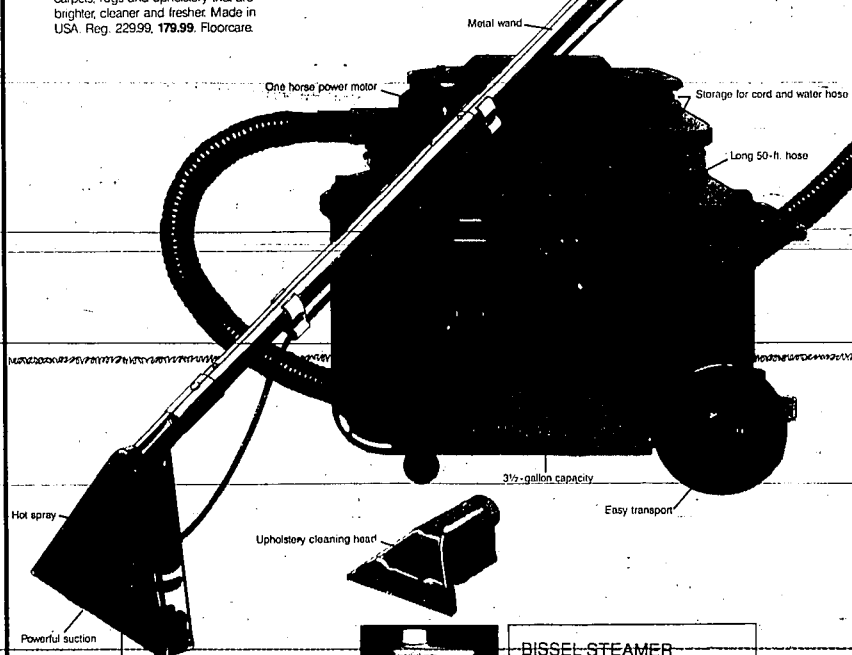 carpets, rugs and upholstery that are
brighter, cleaner and fresher. Made in
USA. Reg. 229.99, 179.99. Floorcare.
Metal wand
One horse power motor
Storage for cord and water hose
Long 50-ft. hose
3½-gallon capacity
Easy transport
Hot spray
Upholstery cleaning head
Powerful suction
BISSEL STEAMER